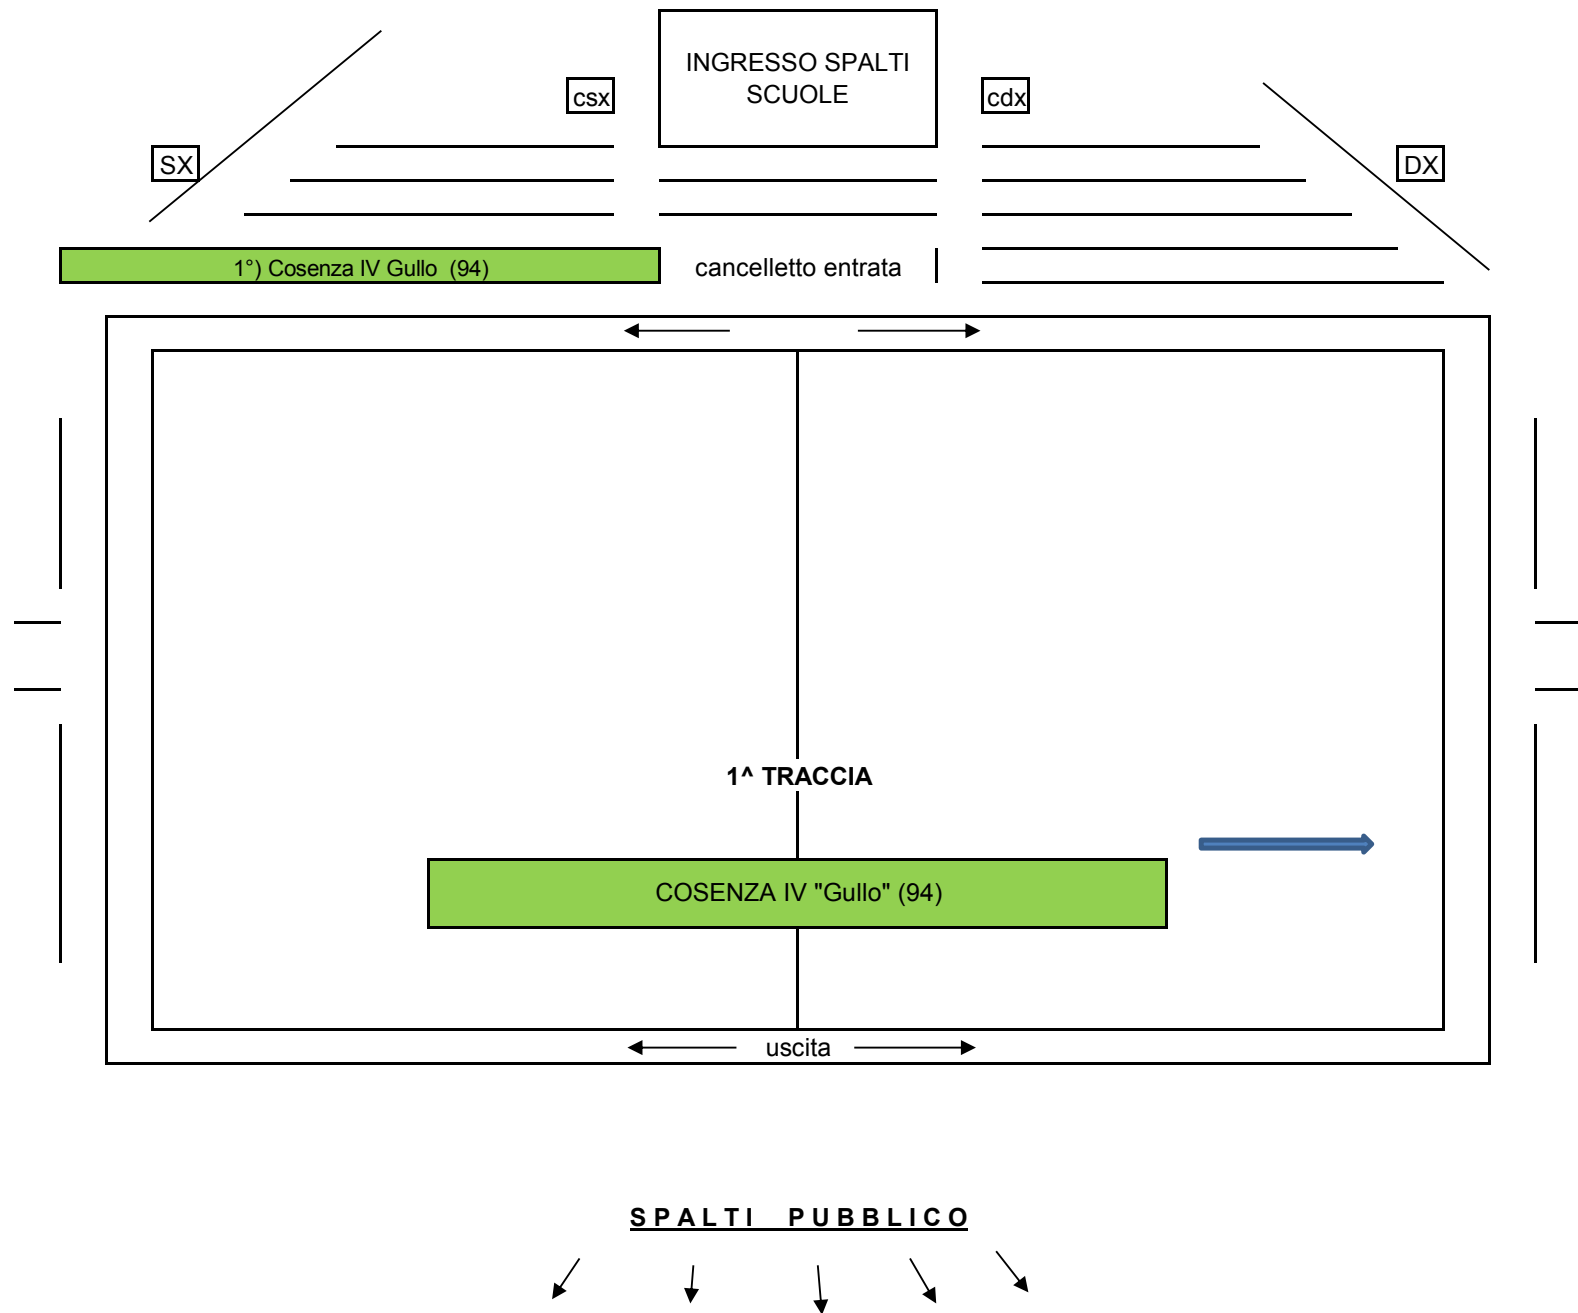 INGRESSO SPALTI
SCUOLE
csx
cdx
SX
DX
1°) Cosenza IV Gullo (94)
cancelletto entrata
1^ TRACCIA
COSENZA IV "Gullo" (94)
uscita
SPALTI PUBBLICO